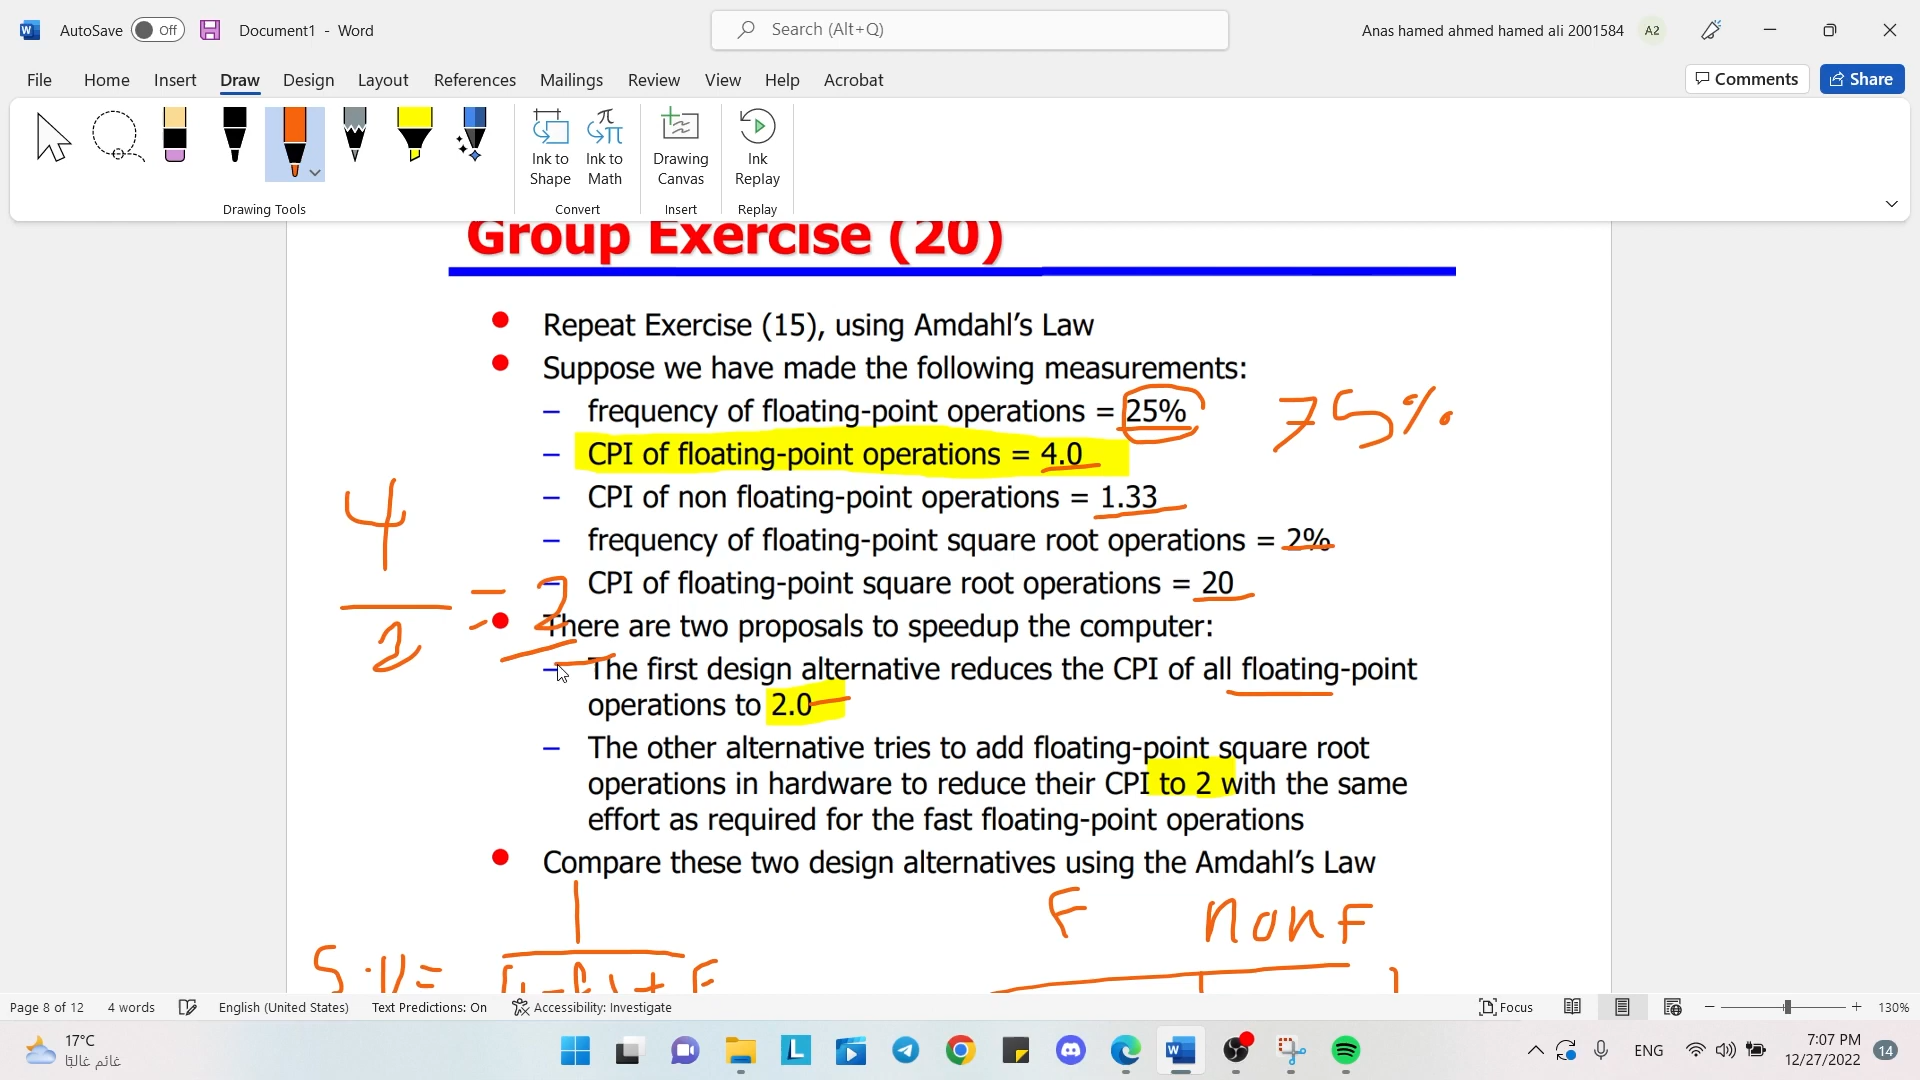 AutoSave Off Document1 - Word Search (Alt+Q) Anas hamed ahmed hamed ali 2001584 A2
File Home Insert Draw Design Layout References Mailings Review View Help Acrobat Comments Share
Ink to Shape
Ink to Math
Drawing Canvas
Ink Replay
Drawing Tools Convert Insert Replay
Group Exercise (20)
• Repeat Exercise (15), using Amdahl's Law
• Suppose we have made the following measurements:
– frequency of floating-point operations = 25% 75%
– CPI of floating-point operations = 4.0
– CPI of non floating-point operations = 1.33
– frequency of floating-point square root operations = 2%
– CPI of floating-point square root operations = 20
4
2 = 2
• There are two proposals to speedup the computer:
– The first design alternative reduces the CPI of all floating-point
operations to 2.0
– The other alternative tries to add floating-point square root
operations in hardware to reduce their CPI to 2 with the same
effort as required for the fast floating-point operations
• Compare these two design alternatives using the Amdahl's Law
1 F non F
Page 8 of 12 4 words English (United States) Text Predictions: On Accessibility: Investigate Focus 130%
17°C
غائم غالبًا
ENG 7:07 PM
12/27/2022 14